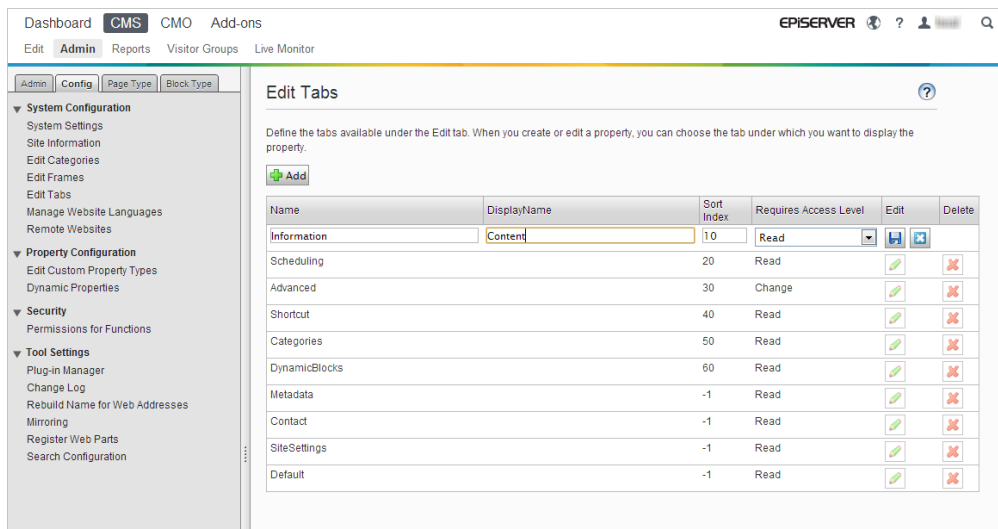 Dashboard CMS CMO Add-ons EPiSERVER ?
Edit Admin Reports Visitor Groups Live Monitor
Admin Config Page Type Block Type
System Configuration
System Settings
Site Information
Edit Categories
Edit Frames
Edit Tabs
Manage Website Languages
Remote Websites
Property Configuration
Edit Custom Property Types
Dynamic Properties
Security
Permissions for Functions
Tool Settings
Plug-in Manager
Change Log
Rebuild Name for Web Addresses
Mirroring
Register Web Parts
Search Configuration
Edit Tabs ?
Define the tabs available under the Edit tab. When you create or edit a property, you can choose the tab under which you want to display the
property.
Add
Name DisplayName Sort Index Requires Access Level Edit Delete
Information Content 10 Read
Scheduling 20 Read
Advanced 30 Change
Shortcut 40 Read
Categories 50 Read
DynamicBlocks 60 Read
Metadata -1 Read
Contact -1 Read
SiteSettings -1 Read
Default -1 Read